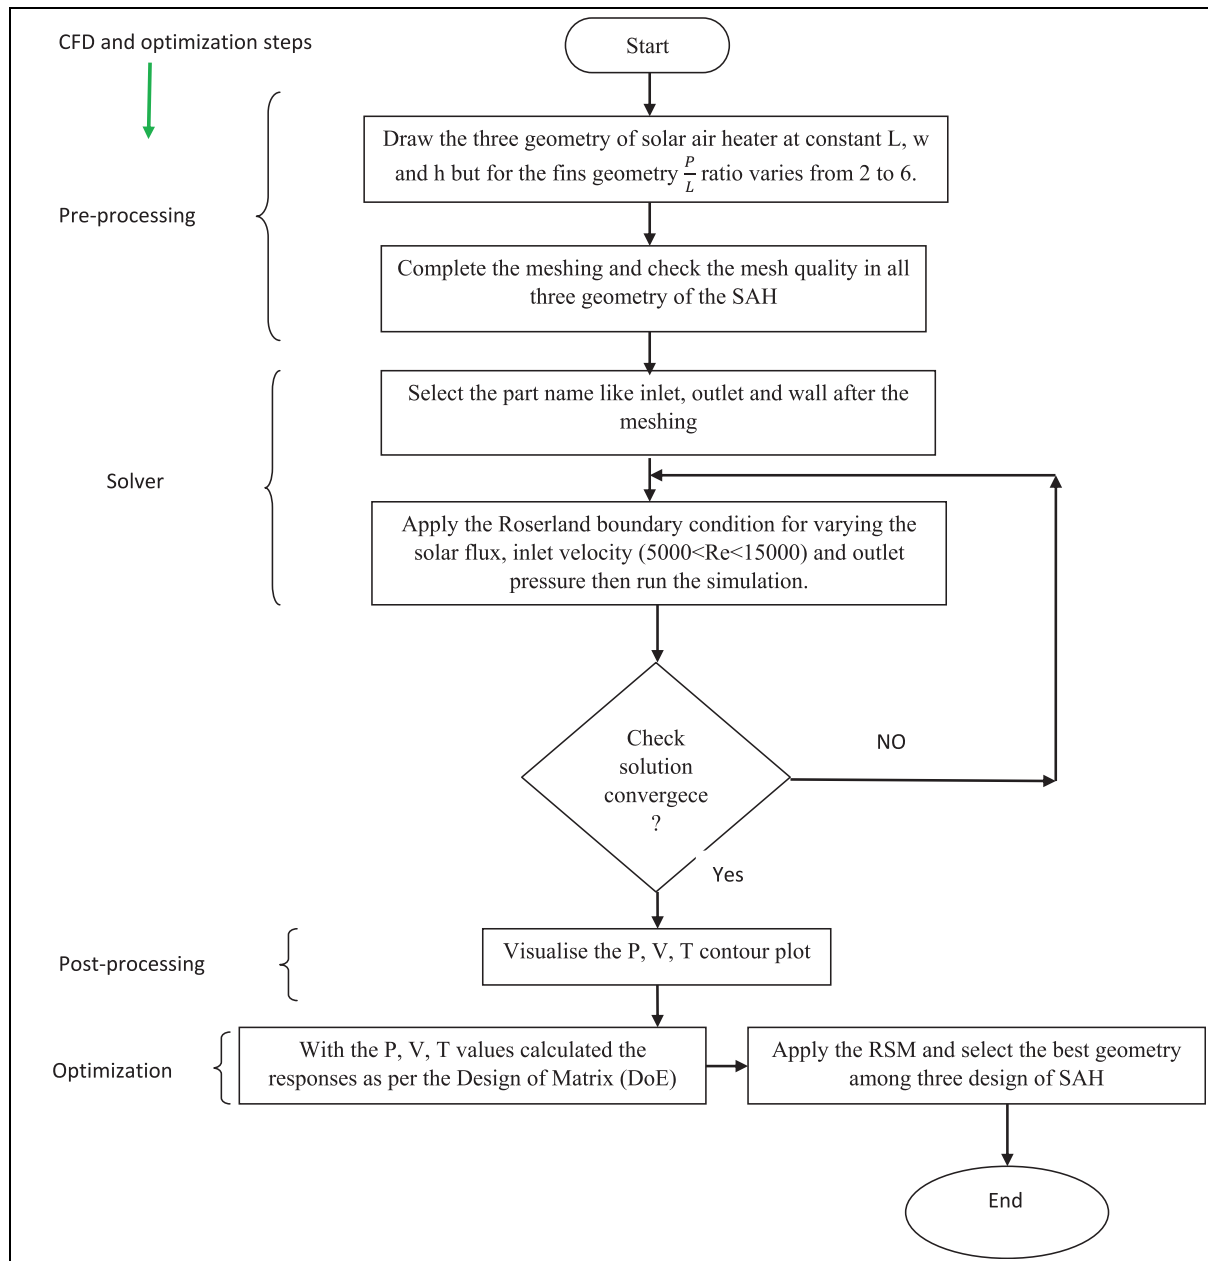 CFD and optimization steps
Start
Draw the three geometry of solar air heater at constant L, w
and h but for the fins geometry P/L ratio varies from 2 to 6.
Pre-processing
Complete the meshing and check the mesh quality in all
three geometry of the SAH
Select the part name like inlet, outlet and wall after the
meshing
Solver
Apply the Roserland boundary condition for varying the
solar flux, inlet velocity (5000<Re<15000) and outlet
pressure then run the simulation.
Check
solution
convergece
?
NO
Yes
Post-processing
Visualise the P, V, T contour plot
Optimization
With the P, V, T values calculated the
responses as per the Design of Matrix (DoE)
Apply the RSM and select the best geometry
among three design of SAH
End